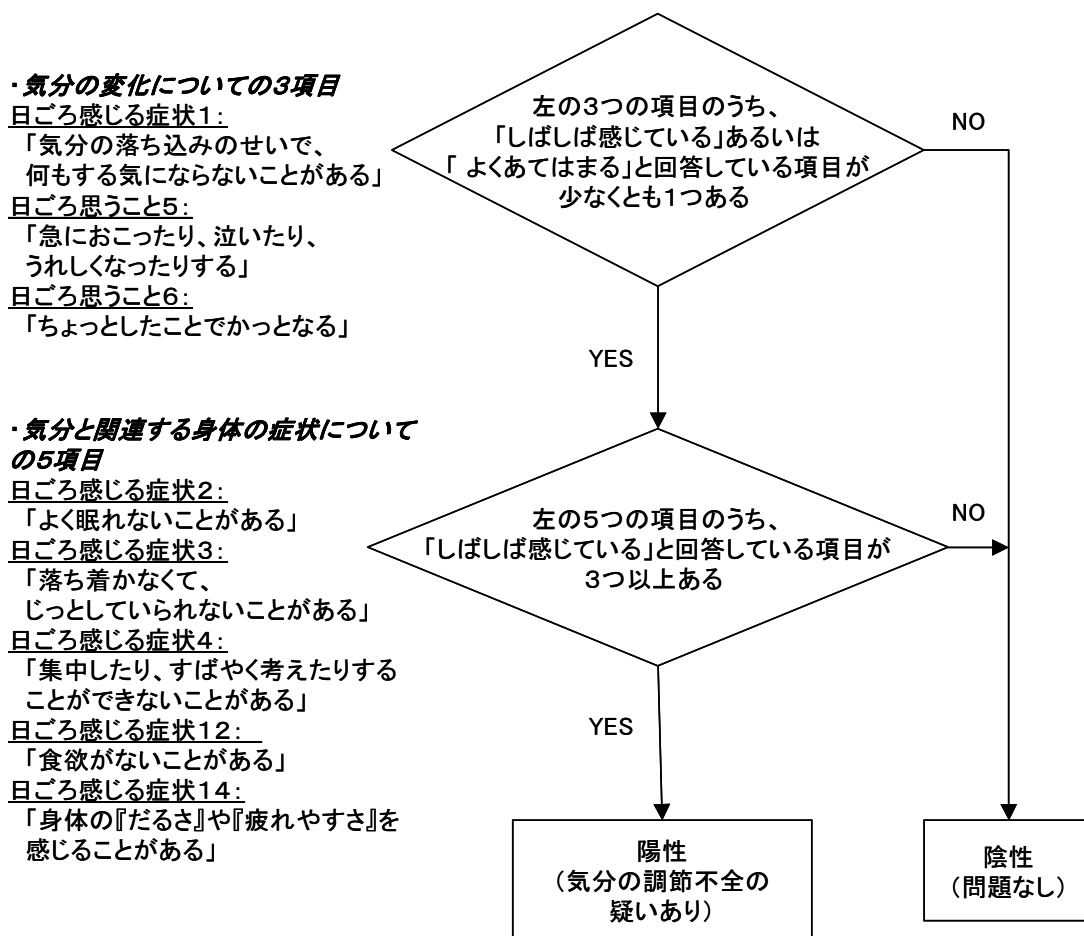 ・気分の変化についての3項目
日ごろ感じる症状1：
「気分の落ち込みのせいで、
何もする気にならないことがある」
日ごろ思うこと5：
「急におこったり、泣いたり、
うれしくなったりする」
日ごろ思うこと6：
「ちょっとしたことでかっとなる」
左の3つの項目のうち、
「しばしば感じている」あるいは
「 よくあてはまる」と回答している項目が
少なくとも1つある
NO
YES
・気分と関連する身体の症状について
の5項目
日ごろ感じる症状2：
「よく眠れないことがある」
日ごろ感じる症状3：
「落ち着かなくて、
じっとしていられないことがある」
日ごろ感じる症状4：
「集中したり、すばやく考えたりする
ことができないことがある」
日ごろ感じる症状12：
「食欲がないことがある」
日ごろ感じる症状14：
「身体の『だるさ』や『疲れやすさ』を
感じることがある」
左の5つの項目のうち、
「しばしば感じている」と回答している項目が
3つ以上ある
NO
YES
陽性
（気分の調節不全の
疑いあり）
陰性
（問題なし）